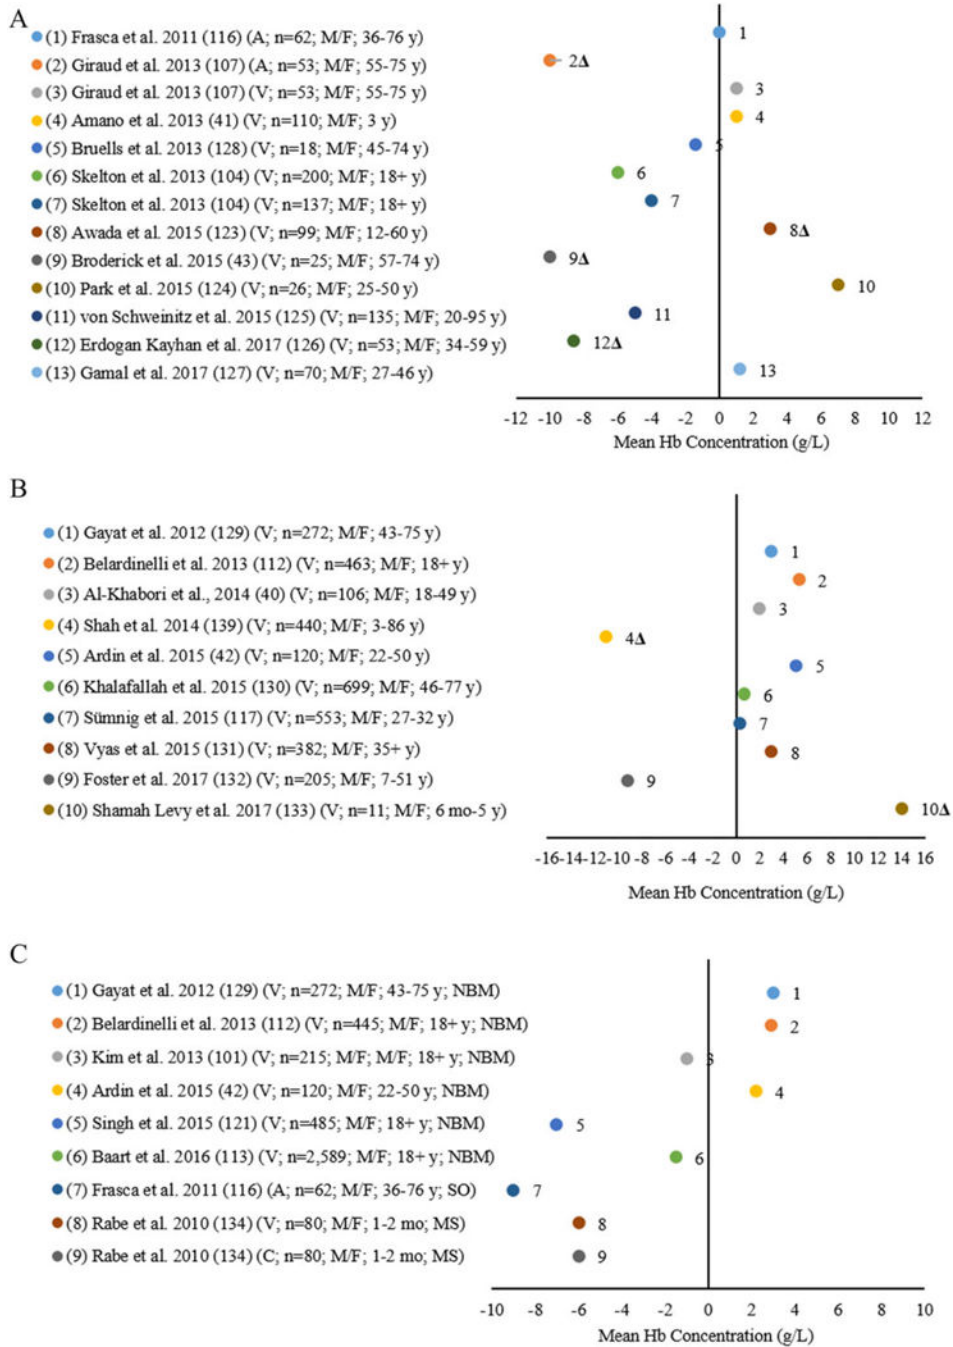 A
(1) Frasca et al. 2011 (116) (A; n=62; M/F; 36-76 y)
(2) Giraud et al. 2013 (107) (A; n=53; M/F; 55-75 y)
(3) Giraud et al. 2013 (107) (V; n=53; M/F; 55-75 y)
(4) Amano et al. 2013 (41) (V; n=110; M/F; 3 y)
(5) Bruells et al. 2013 (128) (V; n=18; M/F; 45-74 y)
(6) Skelton et al. 2013 (104) (V; n=200; M/F; 18+ y)
(7) Skelton et al. 2013 (104) (V; n=137; M/F; 18+ y)
(8) Awada et al. 2015 (123) (V; n=99; M/F; 12-60 y)
(9) Broderick et al. 2015 (43) (V; n=25; M/F; 57-74 y)
(10) Park et al. 2015 (124) (V; n=26; M/F; 25-50 y)
(11) von Schweinitz et al. 2015 (125) (V; n=135; M/F; 20-95 y)
(12) Erdogan Kayhan et al. 2017 (126) (V; n=53; M/F; 34-59 y)
(13) Gamal et al. 2017 (127) (V; n=70; M/F; 27-46 y)
1
2Δ
3
4
5
6
7
8Δ
9Δ
10
11
12Δ
13
-12 -10 -8 -6 -4 -2 0 2 4 6 8 10 12
Mean Hb Concentration (g/L)
B
(1) Gayat et al. 2012 (129) (V; n=272; M/F; 43-75 y)
(2) Belardinelli et al. 2013 (112) (V; n=463; M/F; 18+ y)
(3) Al-Khabori et al., 2014 (40) (V; n=106; M/F; 18-49 y)
(4) Shah et al. 2014 (139) (V; n=440; M/F; 3-86 y)
(5) Ardin et al. 2015 (42) (V; n=120; M/F; 22-50 y)
(6) Khalafallah et al. 2015 (130) (V; n=699; M/F; 46-77 y)
(7) Sümnig et al. 2015 (117) (V; n=553; M/F; 27-32 y)
(8) Vyas et al. 2015 (131) (V; n=382; M/F; 35+ y)
(9) Foster et al. 2017 (132) (V; n=205; M/F; 7-51 y)
(10) Shamah Levy et al. 2017 (133) (V; n=11; M/F; 6 mo-5 y)
1
2
3
4Δ
5
6
7
8
9
10Δ
-16-14-12-10 -8 -6 -4 -2 0 2 4 6 8 10 12 14 16
Mean Hb Concentration (g/L)
C
(1) Gayat et al. 2012 (129) (V; n=272; M/F; 43-75 y; NBM)
(2) Belardinelli et al. 2013 (112) (V; n=445; M/F; 18+ y; NBM)
(3) Kim et al. 2013 (101) (V; n=215; M/F; M/F; 18+ y; NBM)
(4) Ardin et al. 2015 (42) (V; n=120; M/F; 22-50 y; NBM)
(5) Singh et al. 2015 (121) (V; n=485; M/F; 18+ y; NBM)
(6) Baart et al. 2016 (113) (V; n=2,589; M/F; 18+ y; NBM)
(7) Frasca et al. 2011 (116) (A; n=62; M/F; 36-76 y; SO)
(8) Rabe et al. 2010 (134) (V; n=80; M/F; 1-2 mo; MS)
(9) Rabe et al. 2010 (134) (C; n=80; M/F; 1-2 mo; MS)
1
2
3
4
5
6
7
8
9
-10 -8 -6 -4 -2 0 2 4 6 8 10
Mean Hb Concentration (g/L)